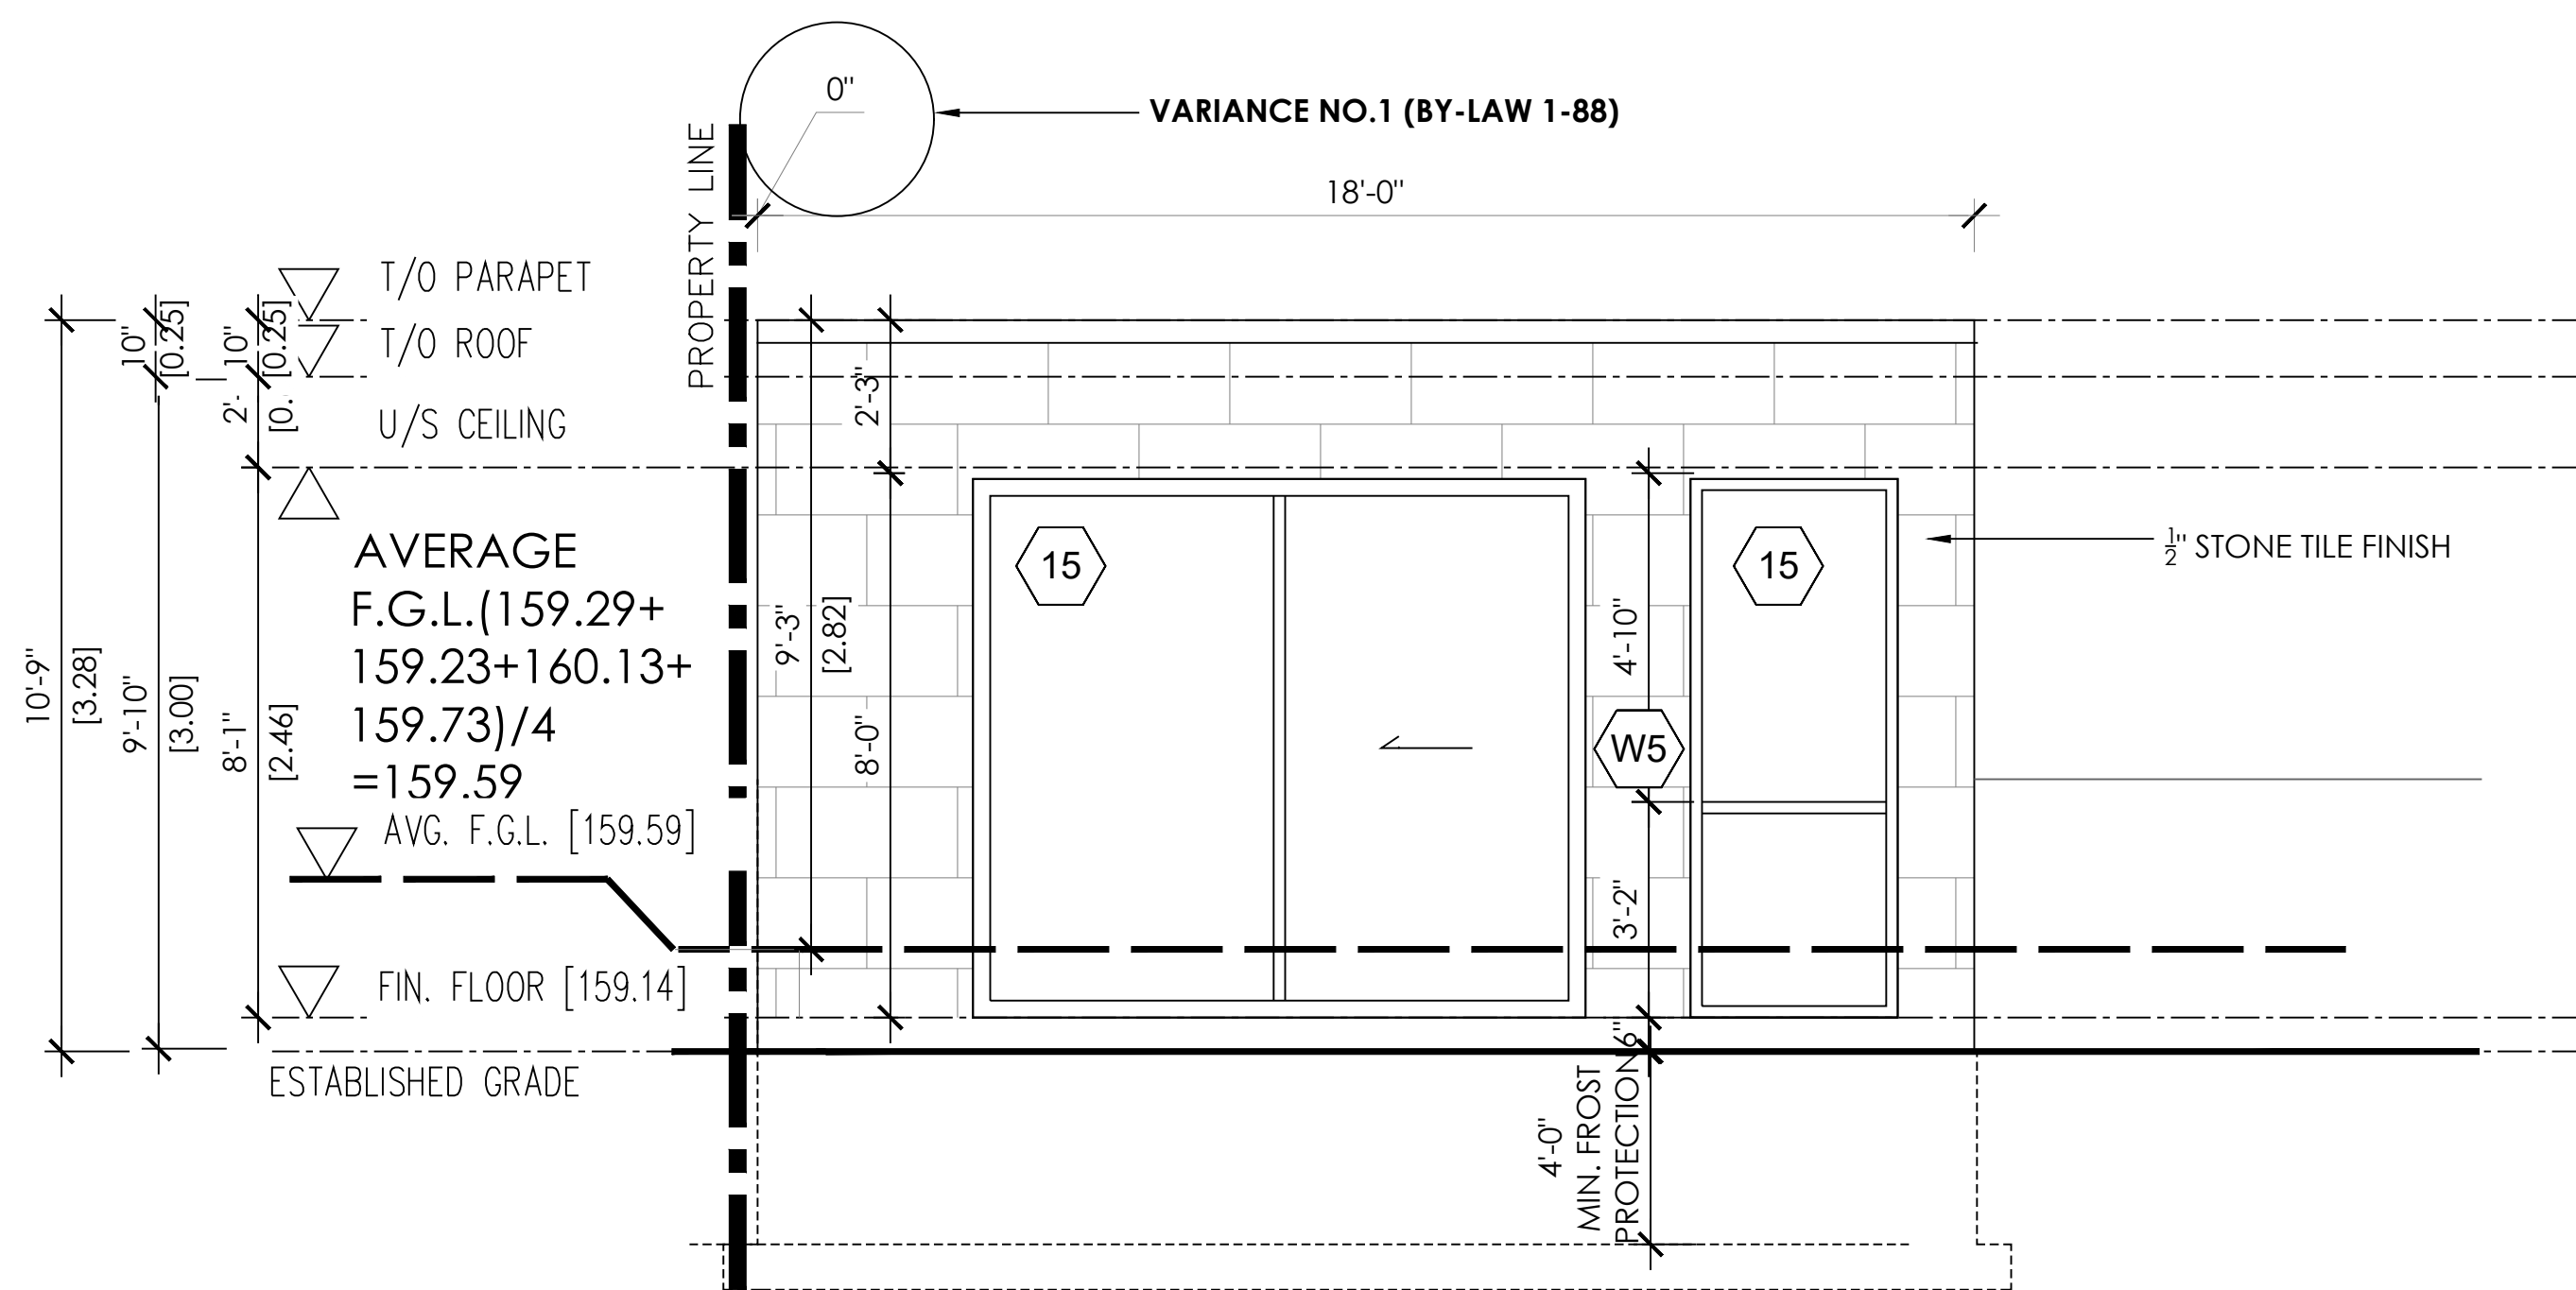 0"
VARIANCE NO.1 (BY-LAW 1-88)
18'-0"
PROPERTY LINE
T/O PARAPET
T/O ROOF
U/S CEILING
10"
[0.25]
10"
[0.25]
2'-
[0.
2'-3"
AVERAGE
F.G.L.(159.29+
159.23+160.13+
159.73)/4
=159.59
AVG. F.G.L. [159.59]
FIN. FLOOR [159.14]
ESTABLISHED GRADE
10'-9"
[3.28]
9'-10"
[3.00]
8'-1"
[2.46]
9'-3"
[2.82]
8'-0"
15
15
W5
4'-10"
3'-2"
6"
1/2" STONE TILE FINISH
4'-0"
MIN. FROST
PROTECTION